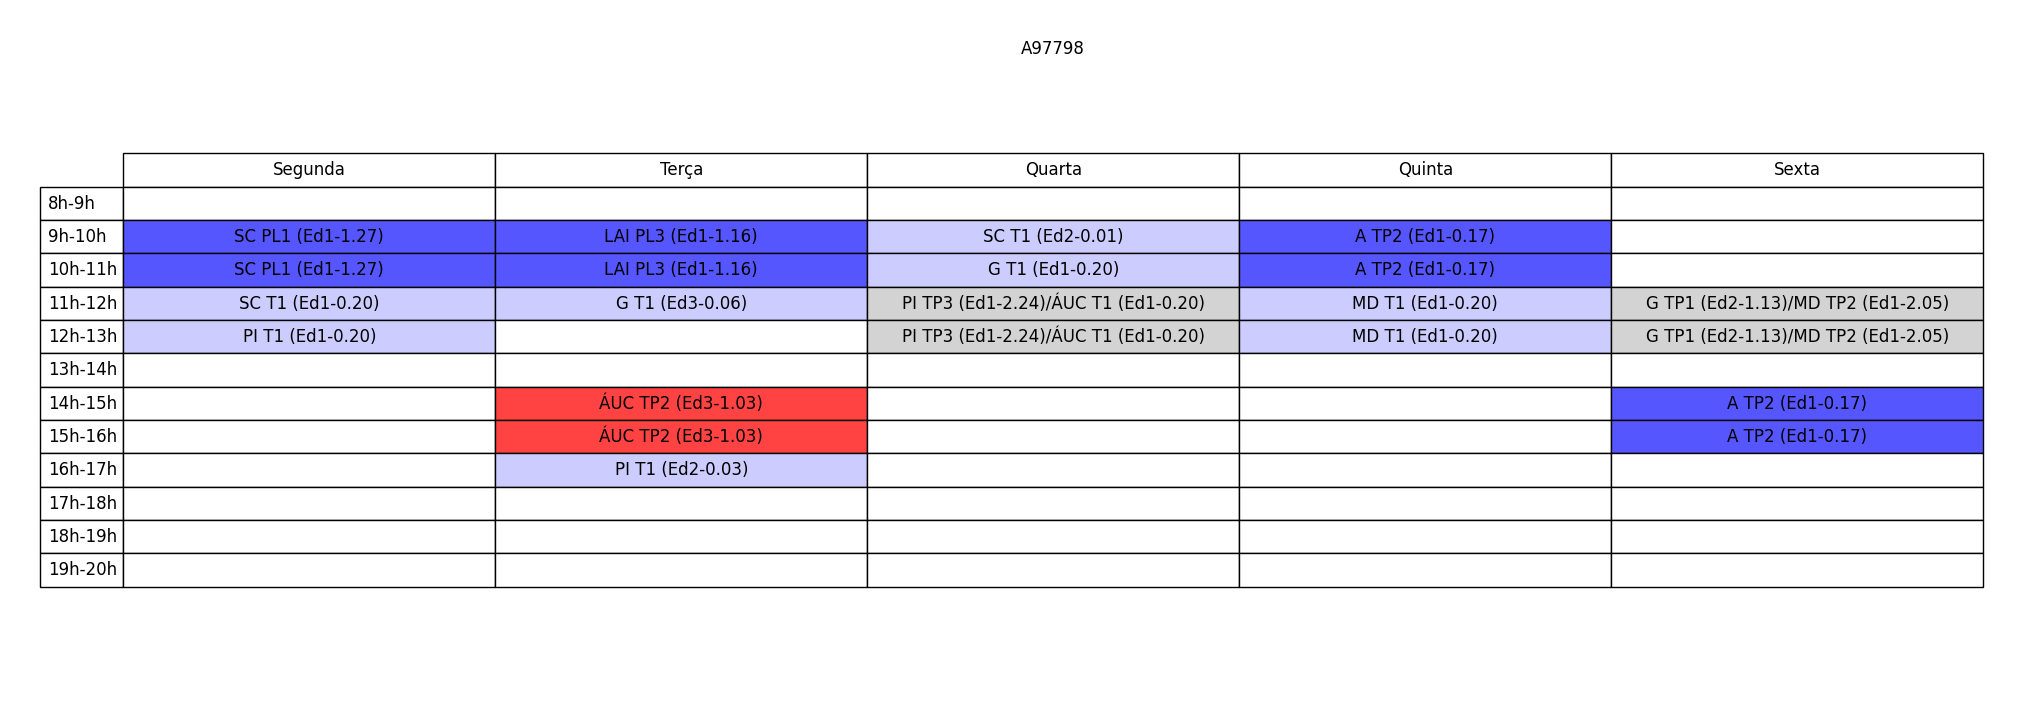 A97798
Segunda Terça Quarta Quinta Sexta
8h-9h
9h-10h SC PL1 (Ed1-1.27) LAI PL3 (Ed1-1.16) SC T1 (Ed2-0.01) A TP2 (Ed1-0.17)
10h-11h SC PL1 (Ed1-1.27) LAI PL3 (Ed1-1.16) G T1 (Ed1-0.20) A TP2 (Ed1-0.17)
11h-12h SC T1 (Ed1-0.20) G T1 (Ed3-0.06) PI TP3 (Ed1-2.24)/ÁUC T1 (Ed1-0.20) MD T1 (Ed1-0.20) G TP1 (Ed2-1.13)/MD TP2 (Ed1-2.05)
12h-13h PI T1 (Ed1-0.20) PI TP3 (Ed1-2.24)/ÁUC T1 (Ed1-0.20) MD T1 (Ed1-0.20) G TP1 (Ed2-1.13)/MD TP2 (Ed1-2.05)
13h-14h
14h-15h ÁUC TP2 (Ed3-1.03) A TP2 (Ed1-0.17)
15h-16h ÁUC TP2 (Ed3-1.03) A TP2 (Ed1-0.17)
16h-17h PI T1 (Ed2-0.03)
17h-18h
18h-19h
19h-20h